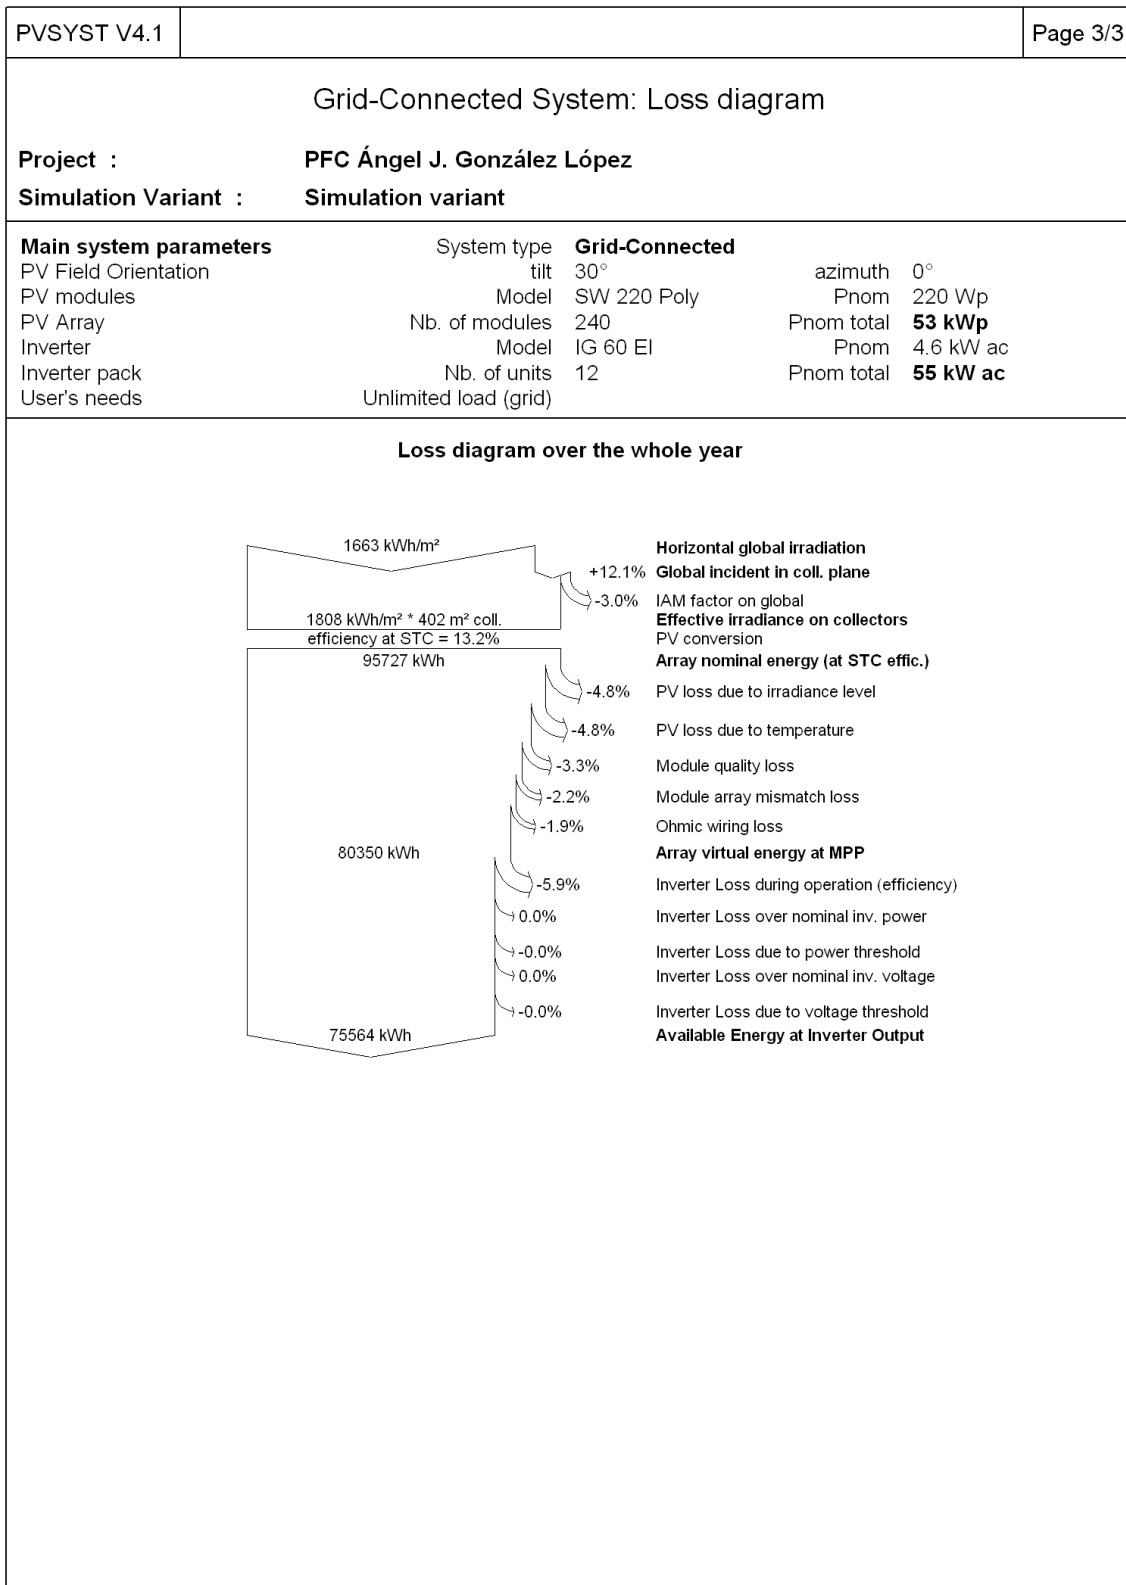 PVSYST V4.1
Page 3/3
Grid-Connected System: Loss diagram
Project : PFC Ángel J. González López
Simulation Variant : Simulation variant
Main system parameters System type Grid-Connected
PV Field Orientation tilt 30° azimuth 0°
PV modules Model SW 220 Poly Pnom 220 Wp
PV Array Nb. of modules 240 Pnom total 53 kWp
Inverter Model IG 60 EI Pnom 4.6 kW ac
Inverter pack Nb. of units 12 Pnom total 55 kW ac
User's needs Unlimited load (grid)
Loss diagram over the whole year
1663 kWh/m² Horizontal global irradiation
+12.1% Global incident in coll. plane
-3.0% IAM factor on global
1808 kWh/m² * 402 m² coll. Effective irradiance on collectors
efficiency at STC = 13.2% PV conversion
95727 kWh Array nominal energy (at STC effic.)
-4.8% PV loss due to irradiance level
-4.8% PV loss due to temperature
-3.3% Module quality loss
-2.2% Module array mismatch loss
-1.9% Ohmic wiring loss
80350 kWh Array virtual energy at MPP
-5.9% Inverter Loss during operation (efficiency)
0.0% Inverter Loss over nominal inv. power
-0.0% Inverter Loss due to power threshold
0.0% Inverter Loss over nominal inv. voltage
-0.0% Inverter Loss due to voltage threshold
75564 kWh Available Energy at Inverter Output